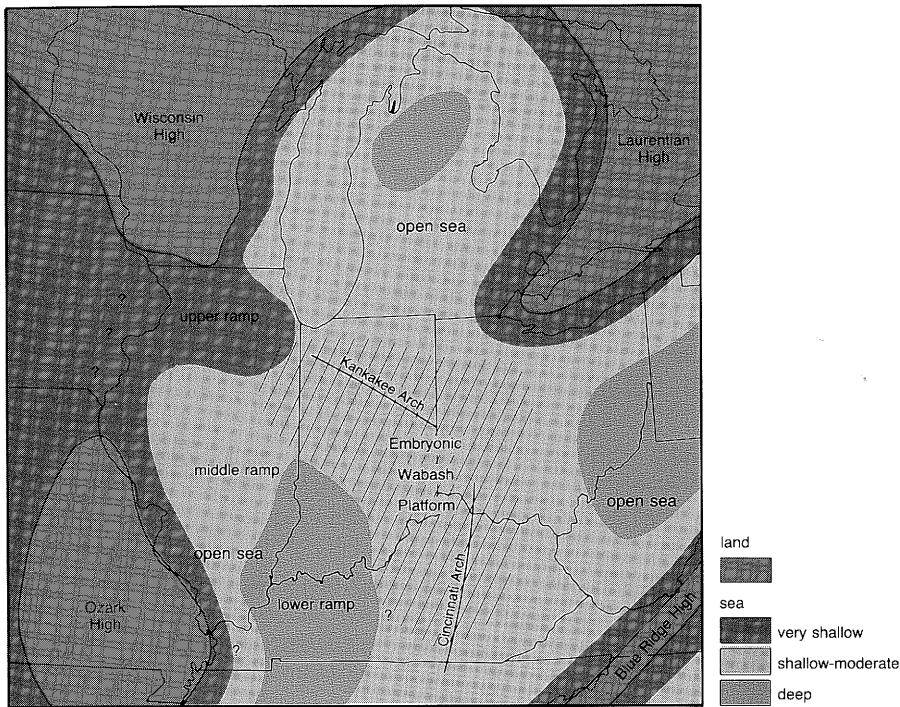 Wisconsin
High
Laurentian
High
open sea
?
?
?
upper ramp
Kankakee Arch
Embryonic
Wabash
Platform
middle ramp
open sea
open sea
lower ramp
?
?
Cincinnati Arch
Ozark
High
Blue Ridge High
land
sea
very shallow
shallow-moderate
deep